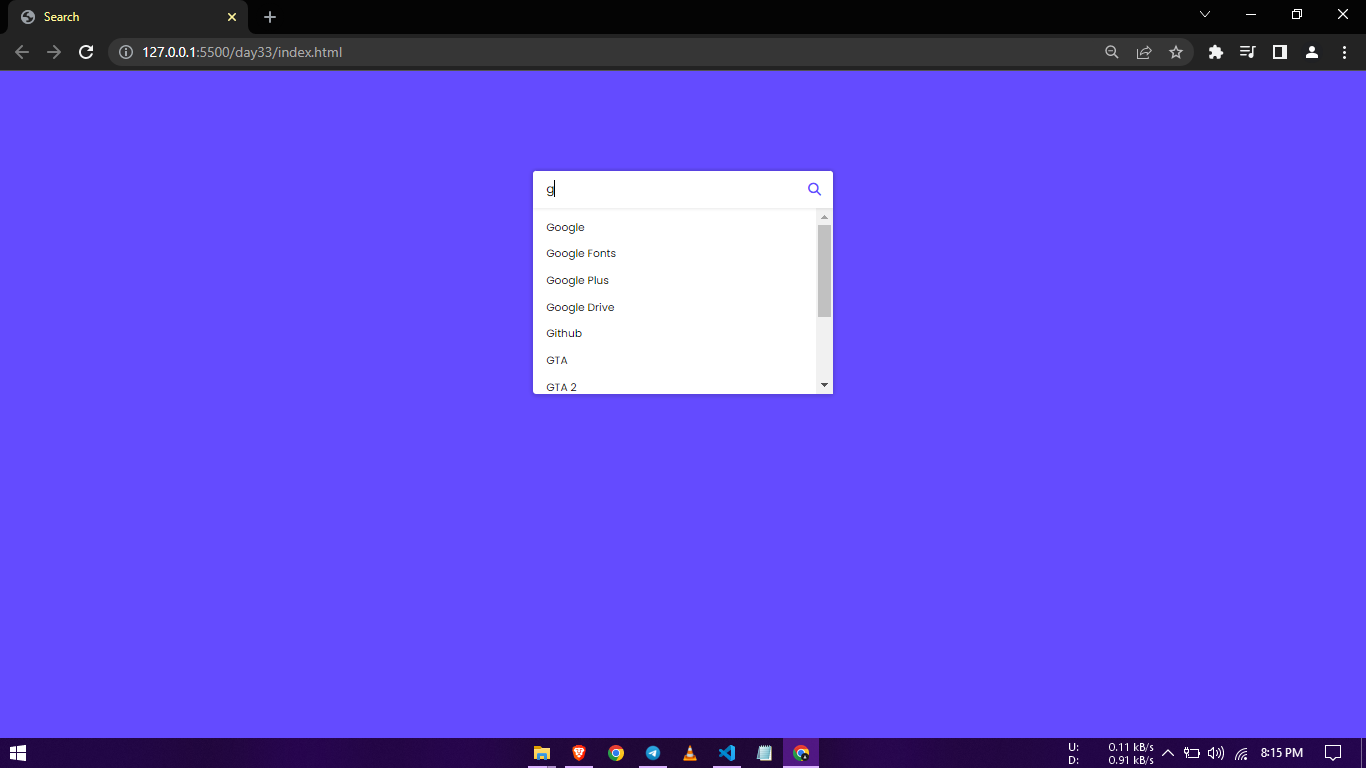 Search
127.0.0.1:5500/day33/index.html
g
Google
Google Fonts
Google Plus
Google Drive
Github
GTA
GTA 2
U: 0.11 kB/s
D: 0.91 kB/s
8:15 PM